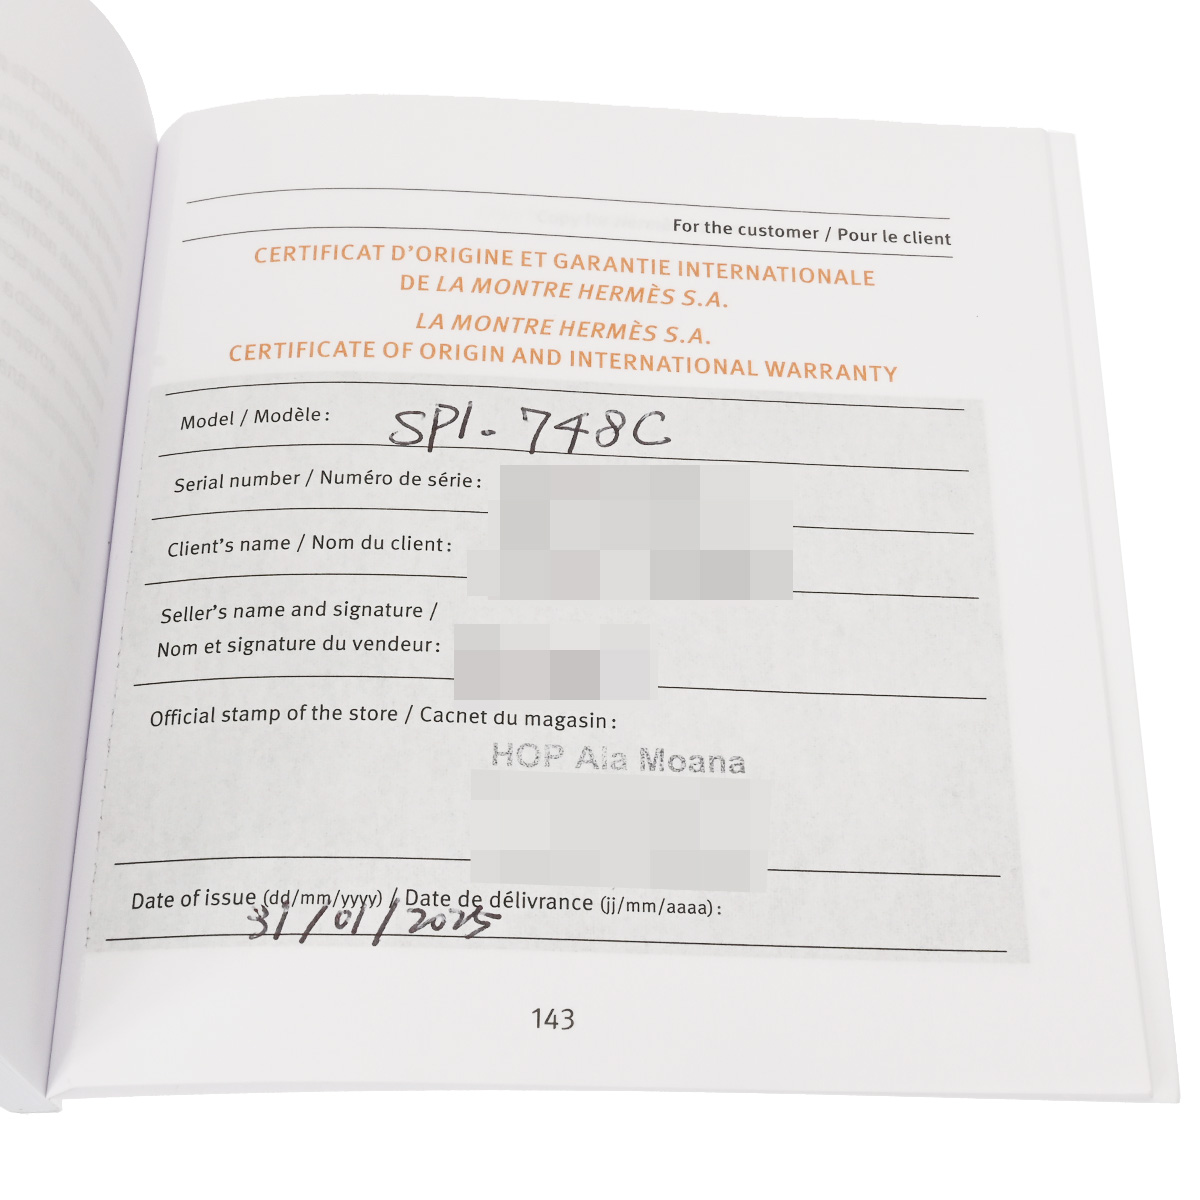 For the customer / Pour le client
CERTIFICAT D'ORIGINE ET GARANTIE INTERNATIONALE
DE LA MONTRE HERMÈS S.A.
LA MONTRE HERMÈS S.A.
CERTIFICATE OF ORIGIN AND INTERNATIONAL WARRANTY
Model / Modèle: SP1. 748C
Serial number / Numéro de série:
Client's name / Nom du client:
Seller's name and signature /
Nom et signature du vendeur:
Official stamp of the store / Cachet du magasin:
HOP Ala Moana
Date of issue (dd/mm/yyyy) / Date de délivrance (jj/mm/aaaa):
31/01/2025
143